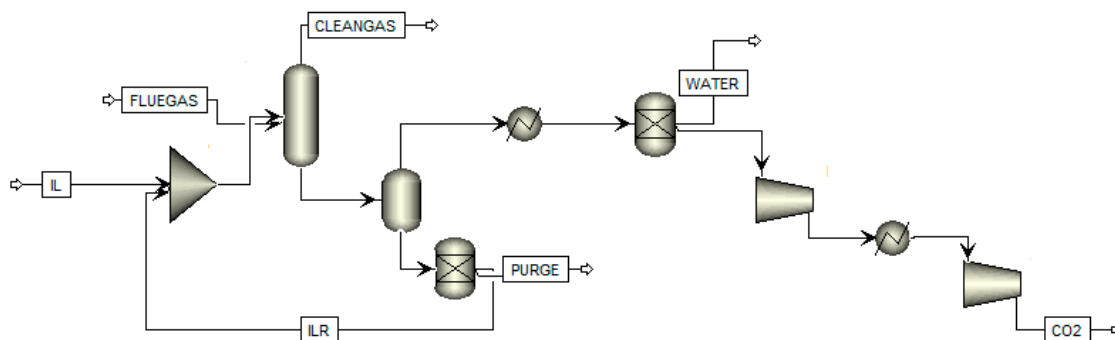 CLEANGAS
WATER
FLUEGAS
IL
PURGE
ILR
CO2